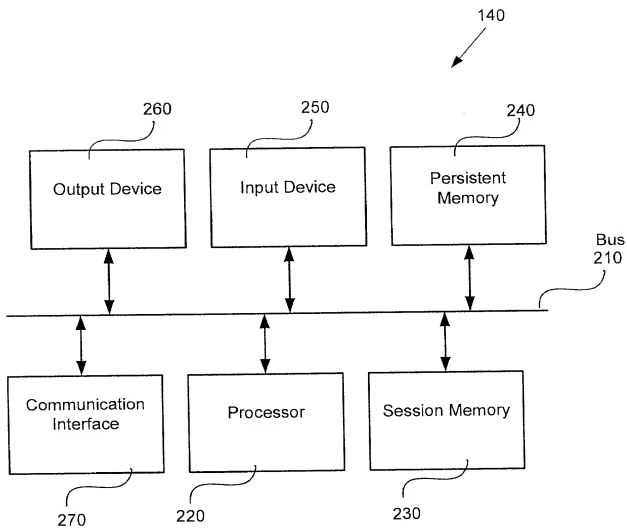 140
260
250
240
Output Device
Input Device
Persistent
Memory
Bus
210
Communication
Interface
Processor
Session Memory
270
220
230